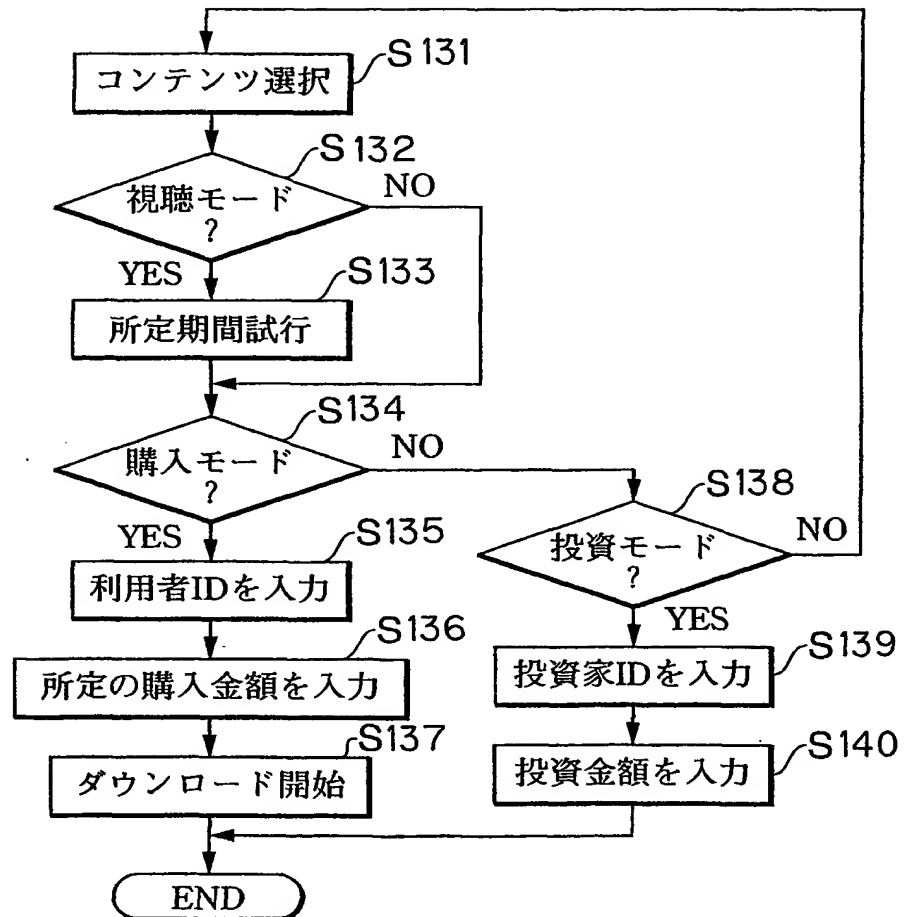 コンテンツ選択
S131
視聴モード
?
S132
NO
YES
所定期間試行
S133
購入モード
?
S134
NO
YES
利用者IDを入力
S135
所定の購入金額を入力
S136
ダウンロード開始
S137
投資モード
?
S138
NO
YES
投資家IDを入力
S139
投資金額を入力
S140
END